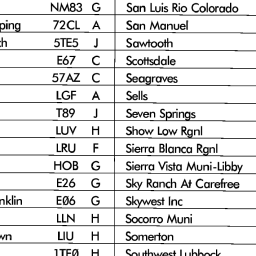 NM83 G San Luis Rio Colorado
ping 72CL A San Manuel
th 5TE5 J Sawtooth
E67 C Scottsdale
57AZ C Seagraves
LGF A Sells
T89 J Seven Springs
LUV H Show Low Rgnl
LRU F Sierra Blanca Rgnl
HOB G Sierra Vista Muni-Libby
E26 G Sky Ranch At Carefree
nklin E06 G Skywest Inc
LLN H Socorro Muni
wn LIU H Somerton
1TE0 H Southwest Lubbock